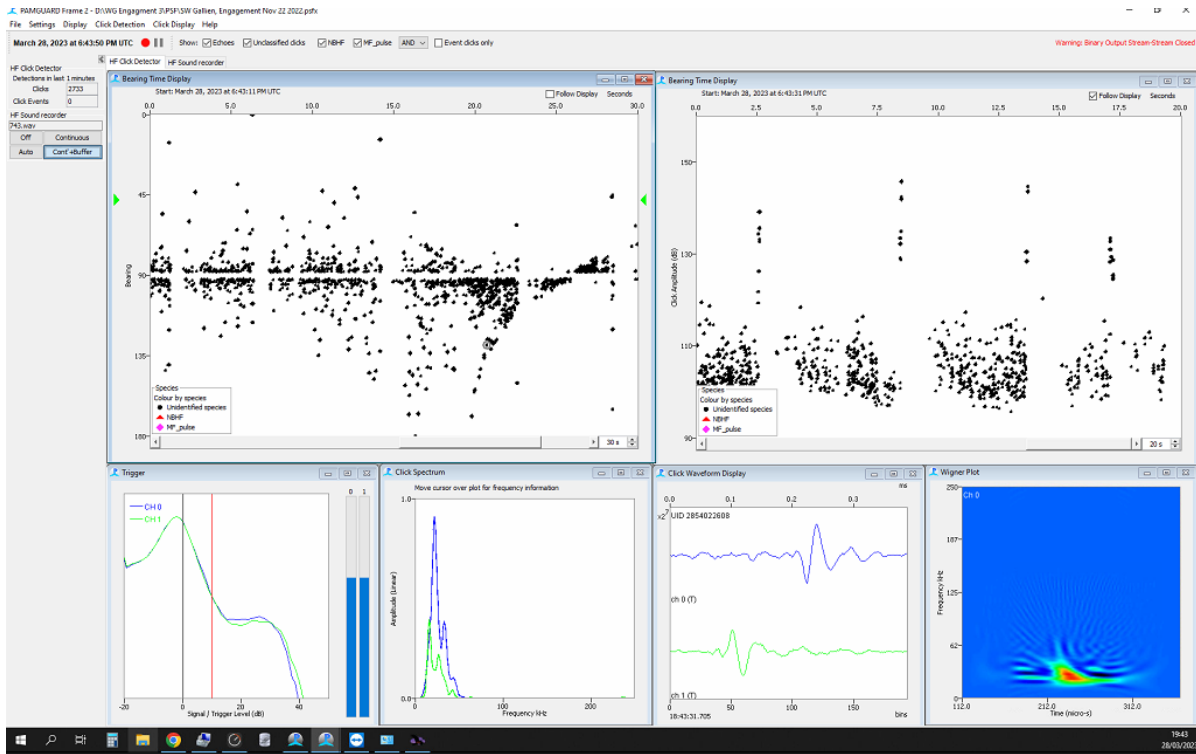 PAMGUARD Frame 2 - D:\WG Engagment 3\PSF\SW Gallien, Engagement Nov 22 2022.psfx
File Settings Display Click Detection Click Display Help
March 28, 2023 at 6:43:50 PM UTC Show: Echoes Unclassified clicks NBHF MF_pulse AND Event clicks only Warning: Binary Output Stream-Stream Closed
HF Click Detector HF Sound recorder
HF Click Detector
Detections in last 1 minutes
Clicks 2733
Click Events 0
HF Sound recorder
743.wav
Off Continuous
Auto Cont'+Buffer
Bearing Time Display
Start: March 28, 2023 at 6:43:11 PM UTC Follow Display Seconds
0.0 5.0 10.0 15.0 20.0 25.0 30.0
0
45
90
135
180
Bearing
Species
Colour by species
Unidentified species
NBHF
MF_pulse
30 s
Bearing Time Display
Start: March 28, 2023 at 6:43:31 PM UTC Follow Display Seconds
0.0 2.5 5.0 7.5 10.0 12.5 15.0 17.5 20.0
150
130
110
90
Click Amplitude (dB)
Species
Colour by species
Unidentified species
NBHF
MF_pulse
20 s
Trigger
CH 0
CH 1
0 1
-20 0 20 40
Signal / Trigger Level (dB)
Click Spectrum
Move cursor over plot for frequency information
1.0
Amplitude (Linear)
0.0
0 100 200
Frequency kHz
Click Waveform Display
ms
0.0 0.1 0.2 0.3
x2^7 UID 2854022608
ch 0 (T)
ch 1 (T)
0 50 100 150
18:43:31.705 bins
Wigner Plot
Ch 0
250
187
125
62
0
Frequency kHz
112.0 212.0 312.0
Time (micro-s)
19:43